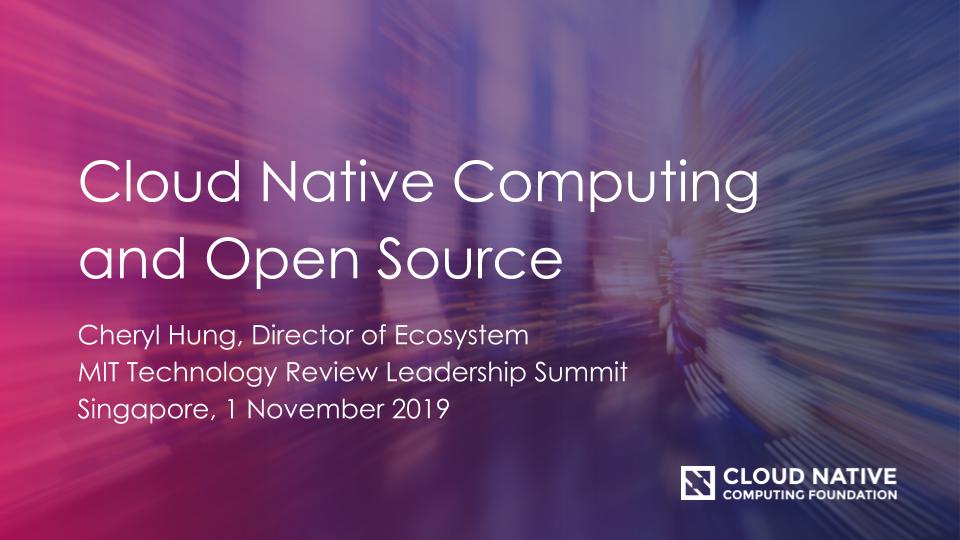 Cloud Native Computing
and Open Source
Cheryl Hung, Director of Ecosystem
MIT Technology Review Leadership Summit
Singapore, 1 November 2019
CLOUD NATIVE
COMPUTING FOUNDATION